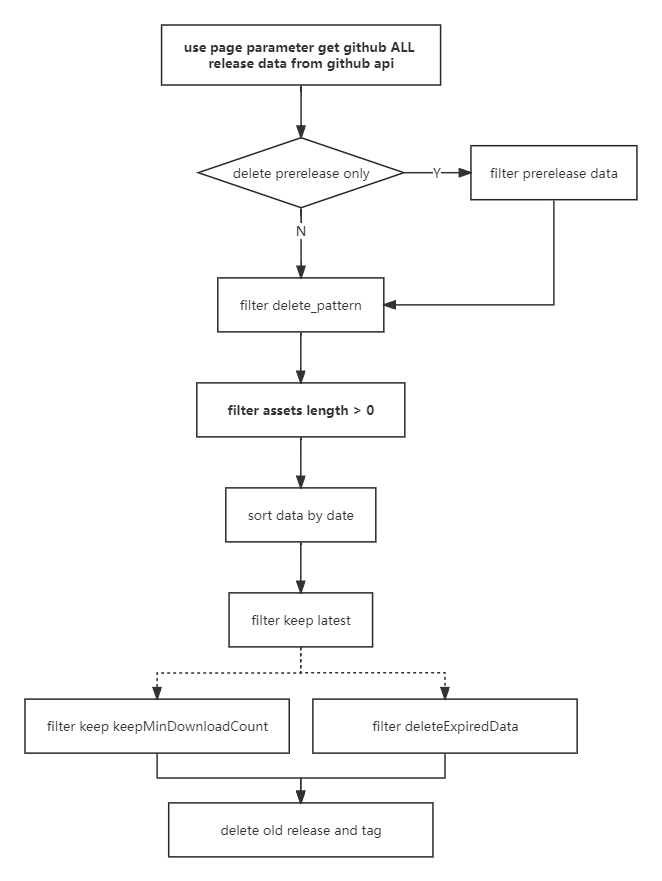 use page parameter get github ALL
release data from github api
delete prerelease only
Y
filter prerelease data
N
filter delete_pattern
filter assets length > 0
sort data by date
filter keep latest
filter keep keepMinDownloadCount
filter deleteExpiredData
delete old release and tag